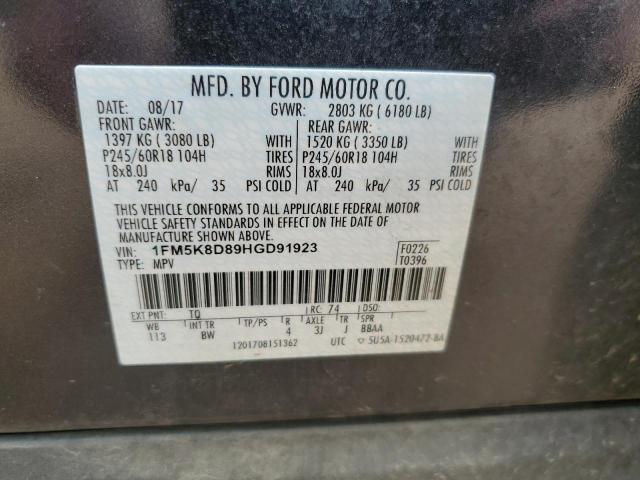 MFD. BY FORD MOTOR CO.
DATE: 08/17 GVWR: 2803 KG ( 6180 LB)
FRONT GAWR: REAR GAWR:
1397 KG ( 3080 LB) WITH 1520 KG ( 3350 LB) WITH
P245/60R18 104H TIRES P245/60R18 104H TIRES
18x8.0J RIMS 18x8.0J RIMS
AT 240 kPa/ 35 PSI COLD AT 240 kPa/ 35 PSI COLD
THIS VEHICLE CONFORMS TO ALL APPLICABLE FEDERAL MOTOR
VEHICLE SAFETY STANDARDS IN EFFECT ON THE DATE OF
MANUFACTURE SHOWN ABOVE.
VIN: 1FM5K8D89HGD91923 F0226
TYPE: MPV T0396
EXT PNT: TQ RC: 74 DSO:
WB INT TR TP/PS R AXLE TR SPR
113 BW 4 3J J BBAA
1201708151362 UTC 5U5A-1520472-BA